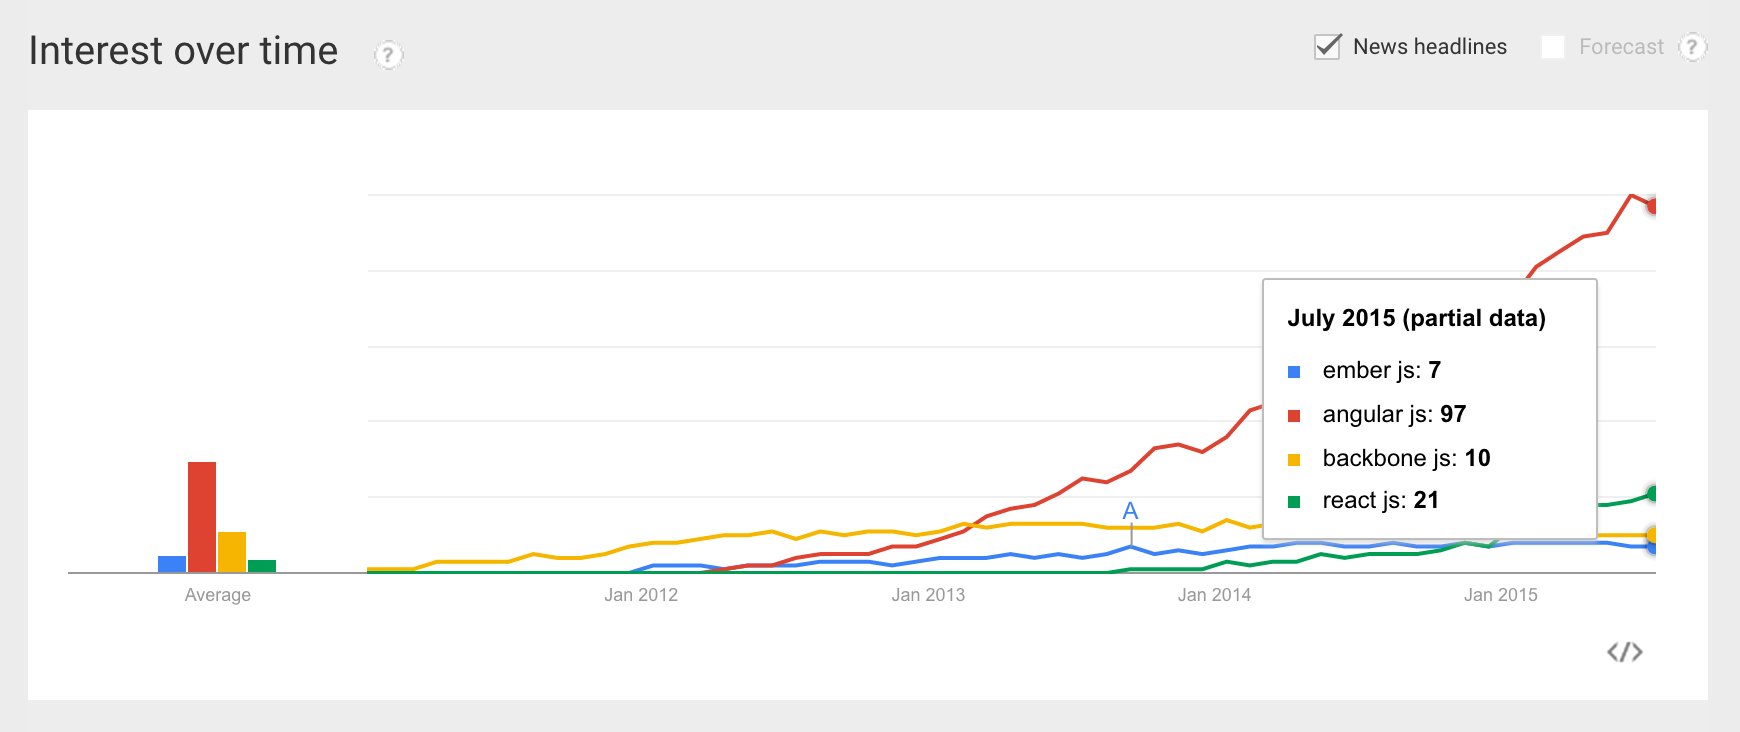 Interest over time ?
News headlines Forecast ?
July 2015 (partial data)
ember js: 7
angular js: 97
backbone js: 10
react js: 21
A
Average Jan 2012 Jan 2013 Jan 2014 Jan 2015
</>